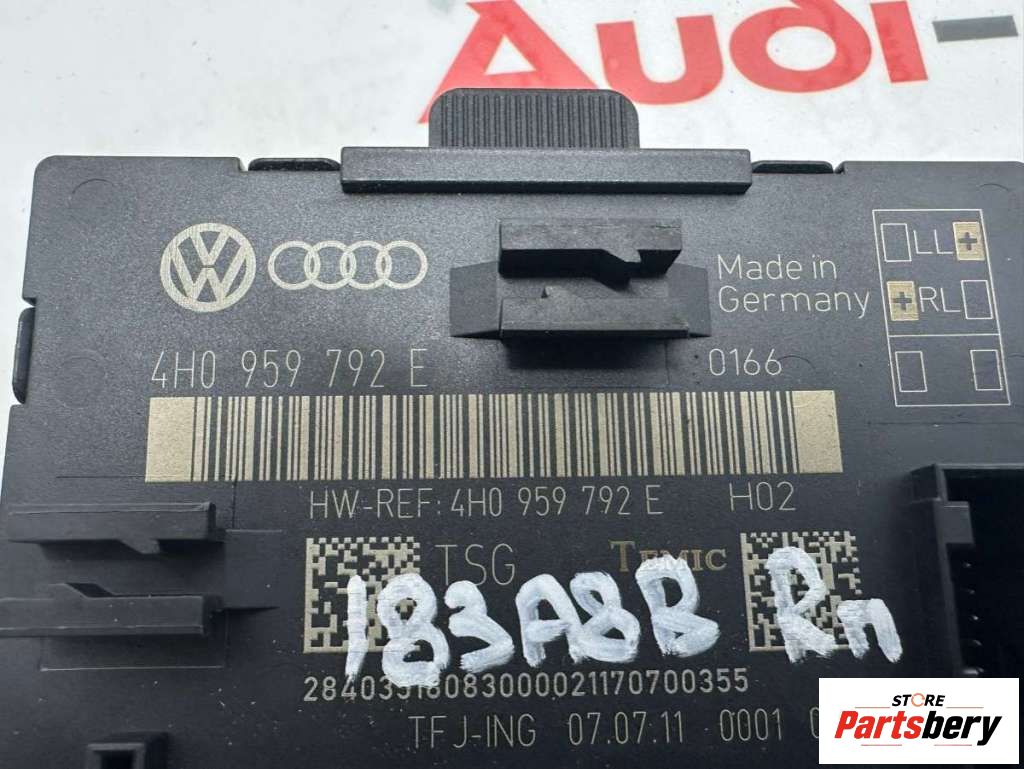 AUDI
VW
Made in
Germany
LL +
+ RL
4H0 959 792 E
0166
HW-REF: 4H0 959 792 E H02
TSG TEMIC
183A8B Rn
TFJ-ING 07.07.11 0001
STORE
Partsbery